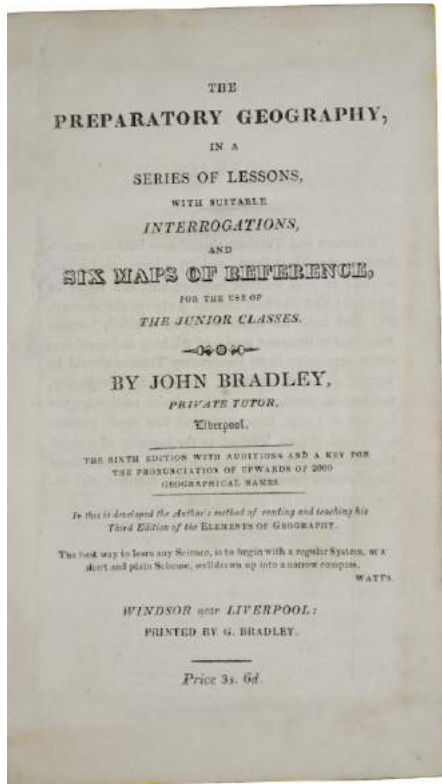 THE
PREPARATORY GEOGRAPHY,
IN A
SERIES OF LESSONS,
WITH SUITABLE
INTERROGATIONS,
AND
SIX MAPS OF REFERENCE,
FOR THE USE OF
THE JUNIOR CLASSES.
BY JOHN BRADLEY,
PRIVATE TUTOR,
Liverpool.
THE SIXTH EDITION WITH ADDITIONS AND A KEY FOR
THE PRONUNCIATION OF UPWARDS OF 2000
GEOGRAPHICAL NAMES.
In this is developed the Author's method of reading and teaching his
Third Edition of the ELEMENTS OF GEOGRAPHY.
The best way to learn any Science, is to begin with a regular System, or a
short and plain Scheme, well drawn up into a narrow compass.
WATTS
WINDSOR near LIVERPOOL:
PRINTED BY G. BRADLEY.
Price 3s. 6d.